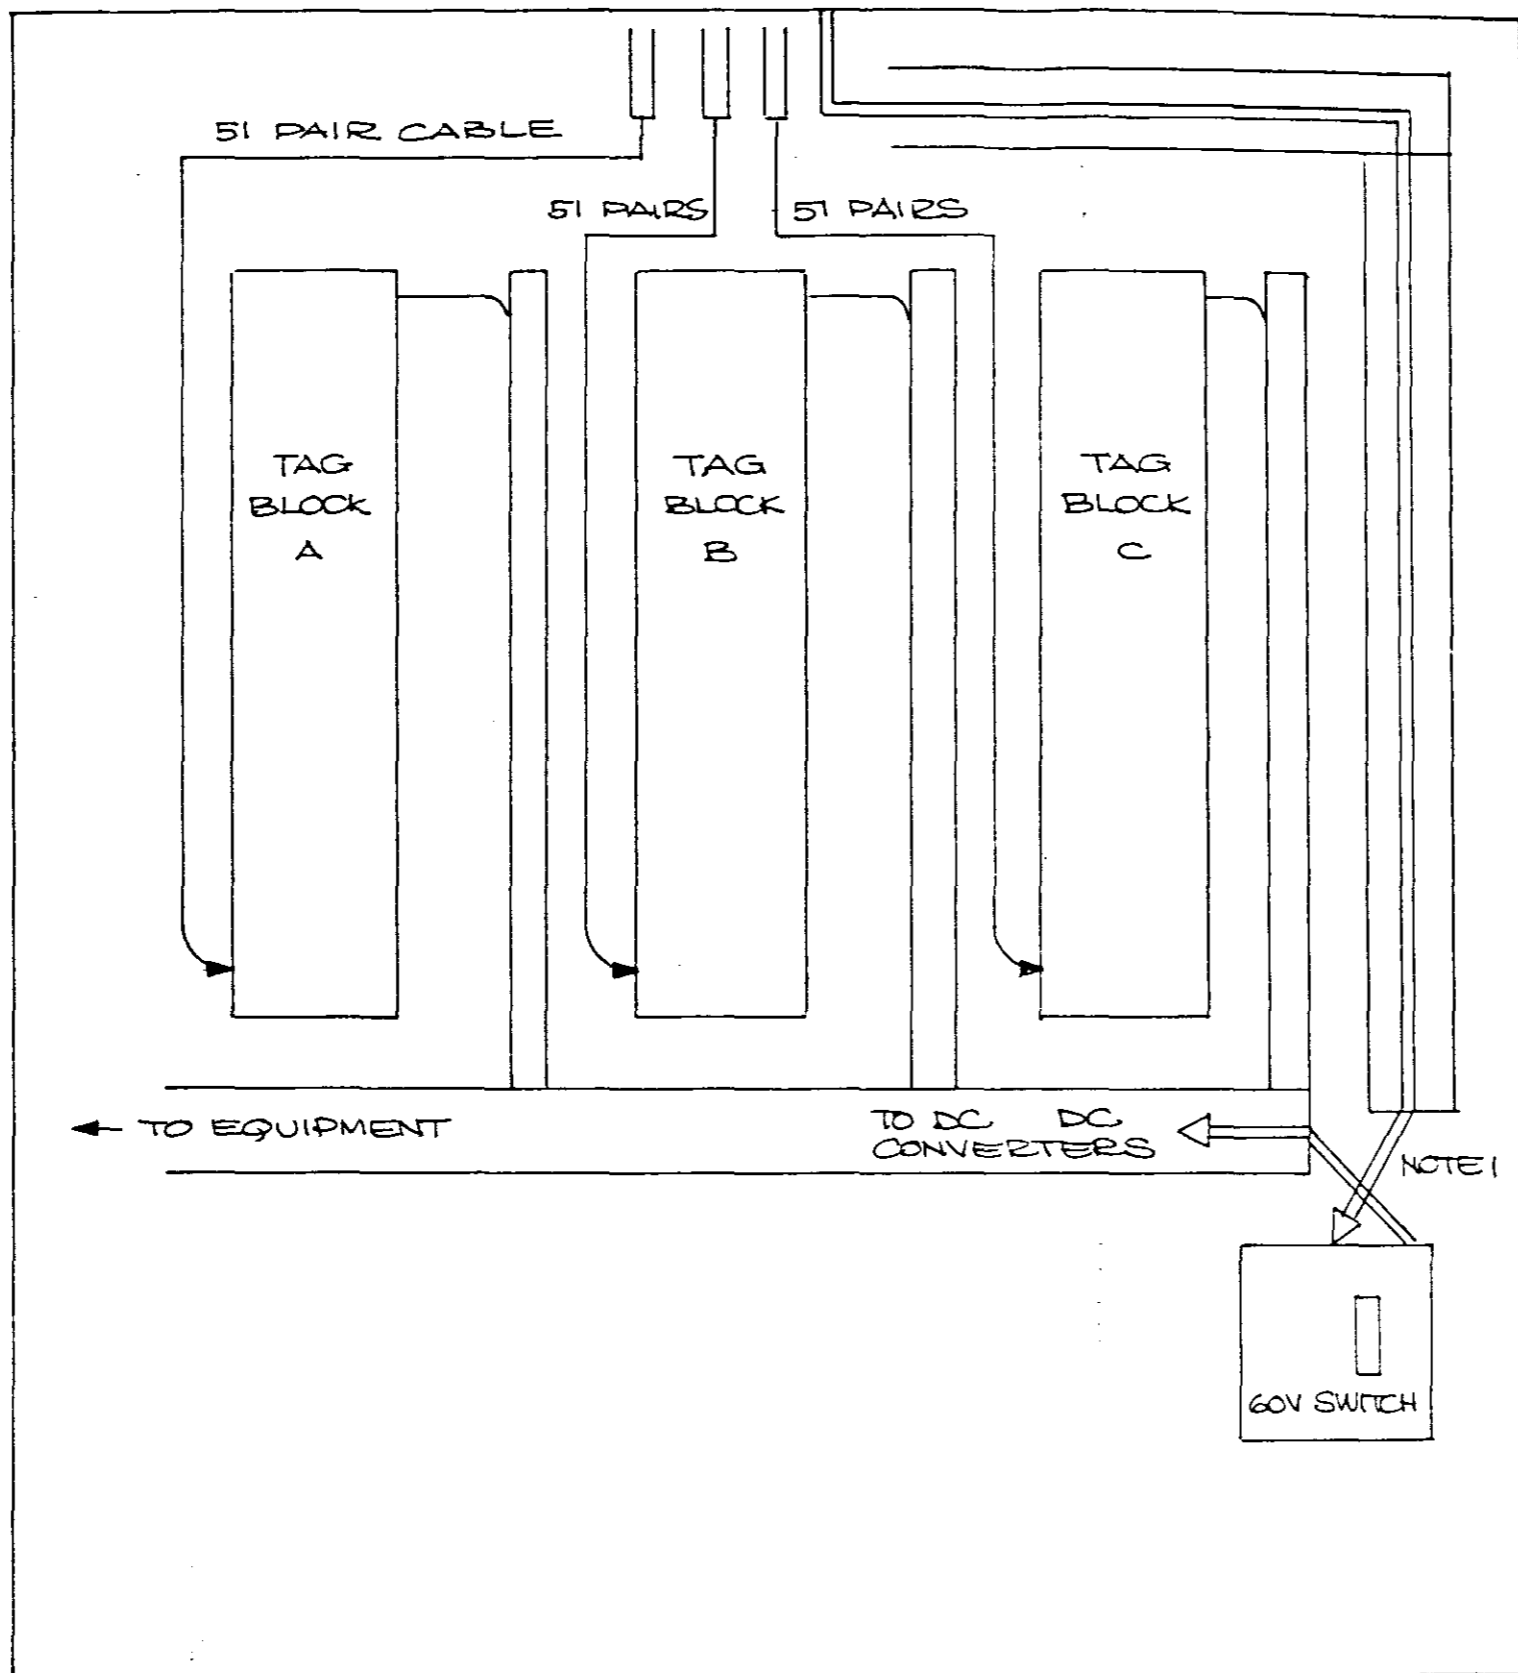 51 PAIR CABLE
51 PAIRS
51 PAIRS
TAG
BLOCK
A
TAG
BLOCK
B
TAG
BLOCK
C
TO EQUIPMENT
TO DC DC
CONVERTERS
NOTE 1
60V SWITCH